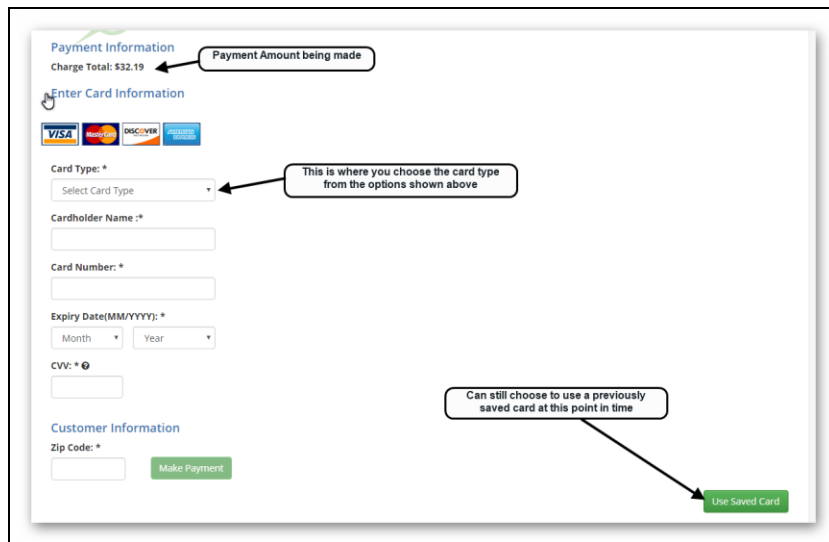 Payment Information
Payment Amount being made
Charge Total: $32.19
Enter Card Information
VISA MasterCard DISCOVER
Card Type: *
Select Card Type
This is where you choose the card type
from the options shown above
Cardholder Name :*
Card Number: *
Expiry Date(MM/YYYY): *
Month Year
CVV: *
Can still choose to use a previously
saved card at this point in time
Customer Information
Zip Code: *
Make Payment
Use Saved Card